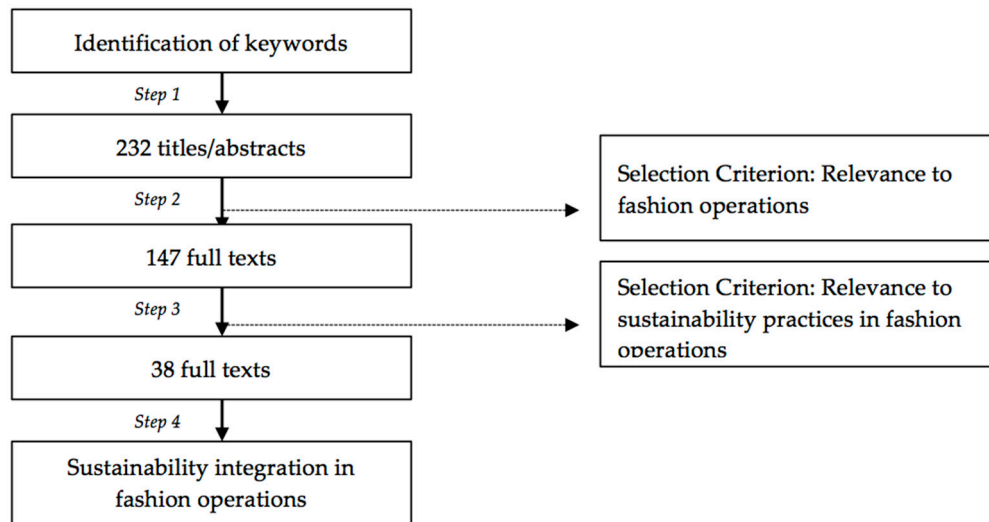 Identification of keywords
Step 1
232 titles/abstracts
Step 2
Selection Criterion: Relevance to
fashion operations
147 full texts
Step 3
Selection Criterion: Relevance to
sustainability practices in fashion
operations
38 full texts
Step 4
Sustainability integration in
fashion operations